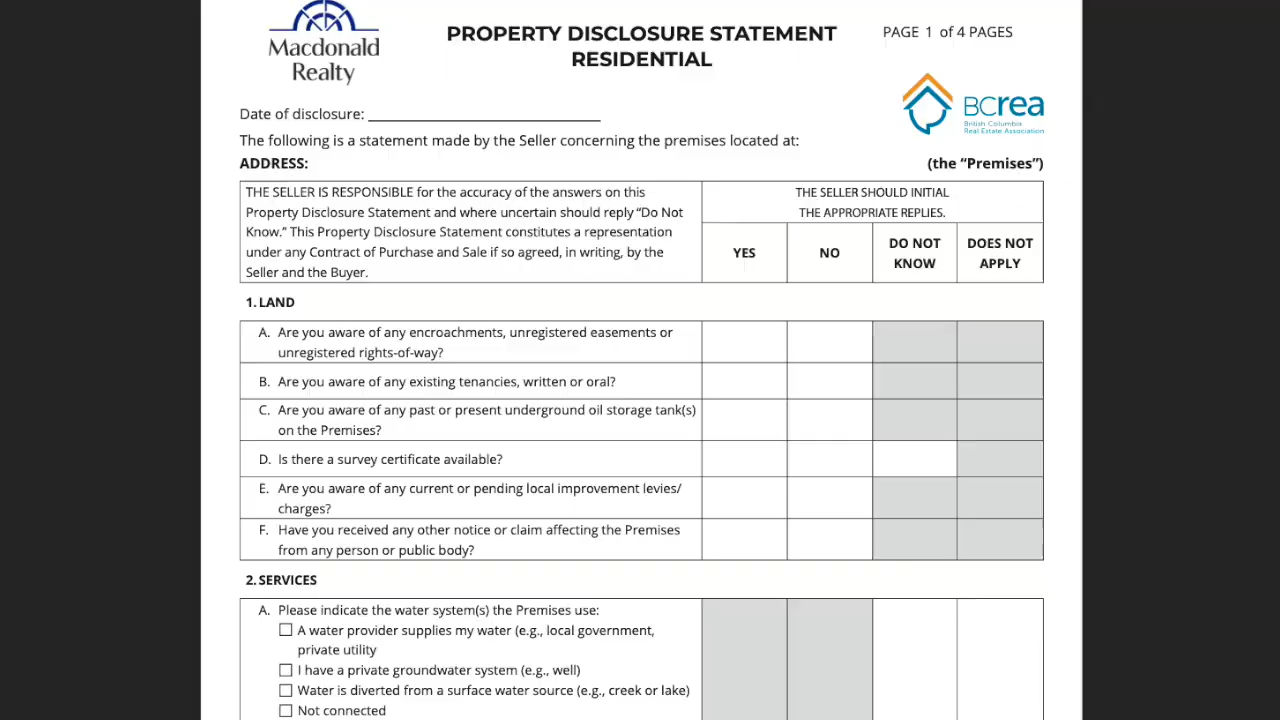 Macdonald
Realty
PROPERTY DISCLOSURE STATEMENT
RESIDENTIAL
PAGE 1 of 4 PAGES
BCrea
British Columbia
Real Estate Association
Date of disclosure: ______________________________
The following is a statement made by the Seller concerning the premises located at:
ADDRESS:
(the “Premises”)
THE SELLER IS RESPONSIBLE for the accuracy of the answers on this
Property Disclosure Statement and where uncertain should reply “Do Not
Know.” This Property Disclosure Statement constitutes a representation
under any Contract of Purchase and Sale if so agreed, in writing, by the
Seller and the Buyer.
THE SELLER SHOULD INITIAL
THE APPROPRIATE REPLIES.
YES
NO
DO NOT
KNOW
DOES NOT
APPLY
1. LAND
A. Are you aware of any encroachments, unregistered easements or
unregistered rights-of-way?
B. Are you aware of any existing tenancies, written or oral?
C. Are you aware of any past or present underground oil storage tank(s)
on the Premises?
D. Is there a survey certificate available?
E. Are you aware of any current or pending local improvement levies/
charges?
F. Have you received any other notice or claim affecting the Premises
from any person or public body?
2. SERVICES
A. Please indicate the water system(s) the Premises use:
☐ A water provider supplies my water (e.g., local government,
private utility
☐ I have a private groundwater system (e.g., well)
☐ Water is diverted from a surface water source (e.g., creek or lake)
☐ Not connected